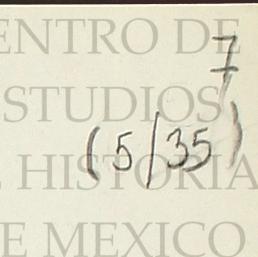 ENTRO DE
7
STUDIOS
(5/35)
HISTORIA
E MEXICO